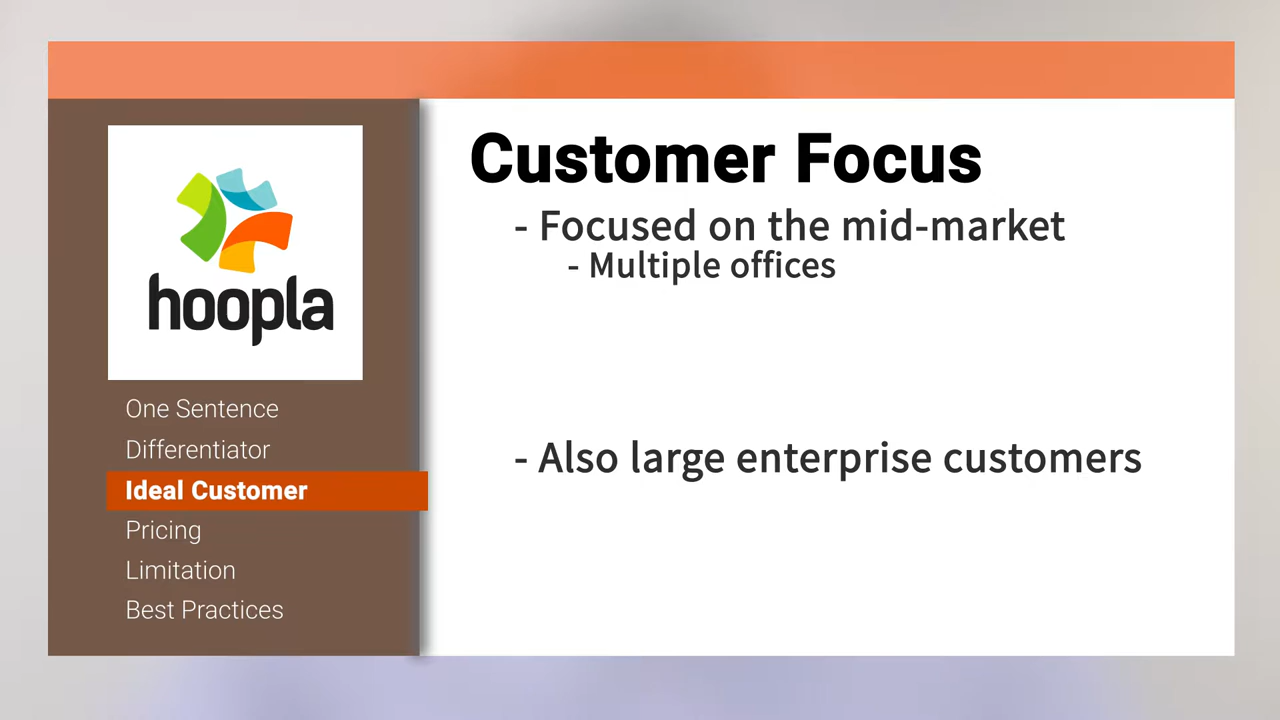 hoopla
One Sentence
Differentiator
Ideal Customer
Pricing
Limitation
Best Practices
Customer Focus
- Focused on the mid-market
- Multiple offices
- Also large enterprise customers